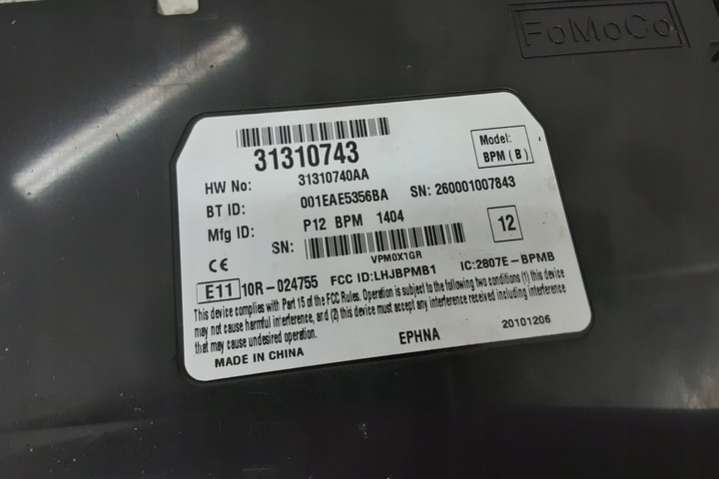 FoMoCo
31310743
Model:
BPM (B)
HW No: 31310740AA
BT ID: 001EAE5356BA SN: 260001007843
Mfg ID: P12 BPM 1404
12
SN:
VPM0X1GR
CE
E11 10R-024755 FCC ID:LHJBPMB1 IC:2807E-BPMB
This device complies with Part 15 of the FCC Rules. Operation is subject to the following two conditions (1) this device
may not cause harmful interference, and (2) this device must accept any interference received including interference
that may cause undesired operation.
MADE IN CHINA EPHNA 20101206